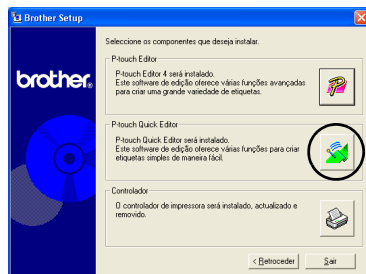 Brother Setup
Seleccione os componentes que deseja instalar.
brother.
P-touch Editor
P-touch Editor 4 será instalado.
Este software de edição oferece várias funções avançadas
para criar uma grande variedade de etiquetas.
P-touch Quick Editor
P-touch Quick Editor será instalado.
Este software de edição oferece várias funções para criar
etiquetas simples de maneira fácil.
Controlador
O controlador de impressora será instalado, actualizado e
removido.
< Retroceder
Sair